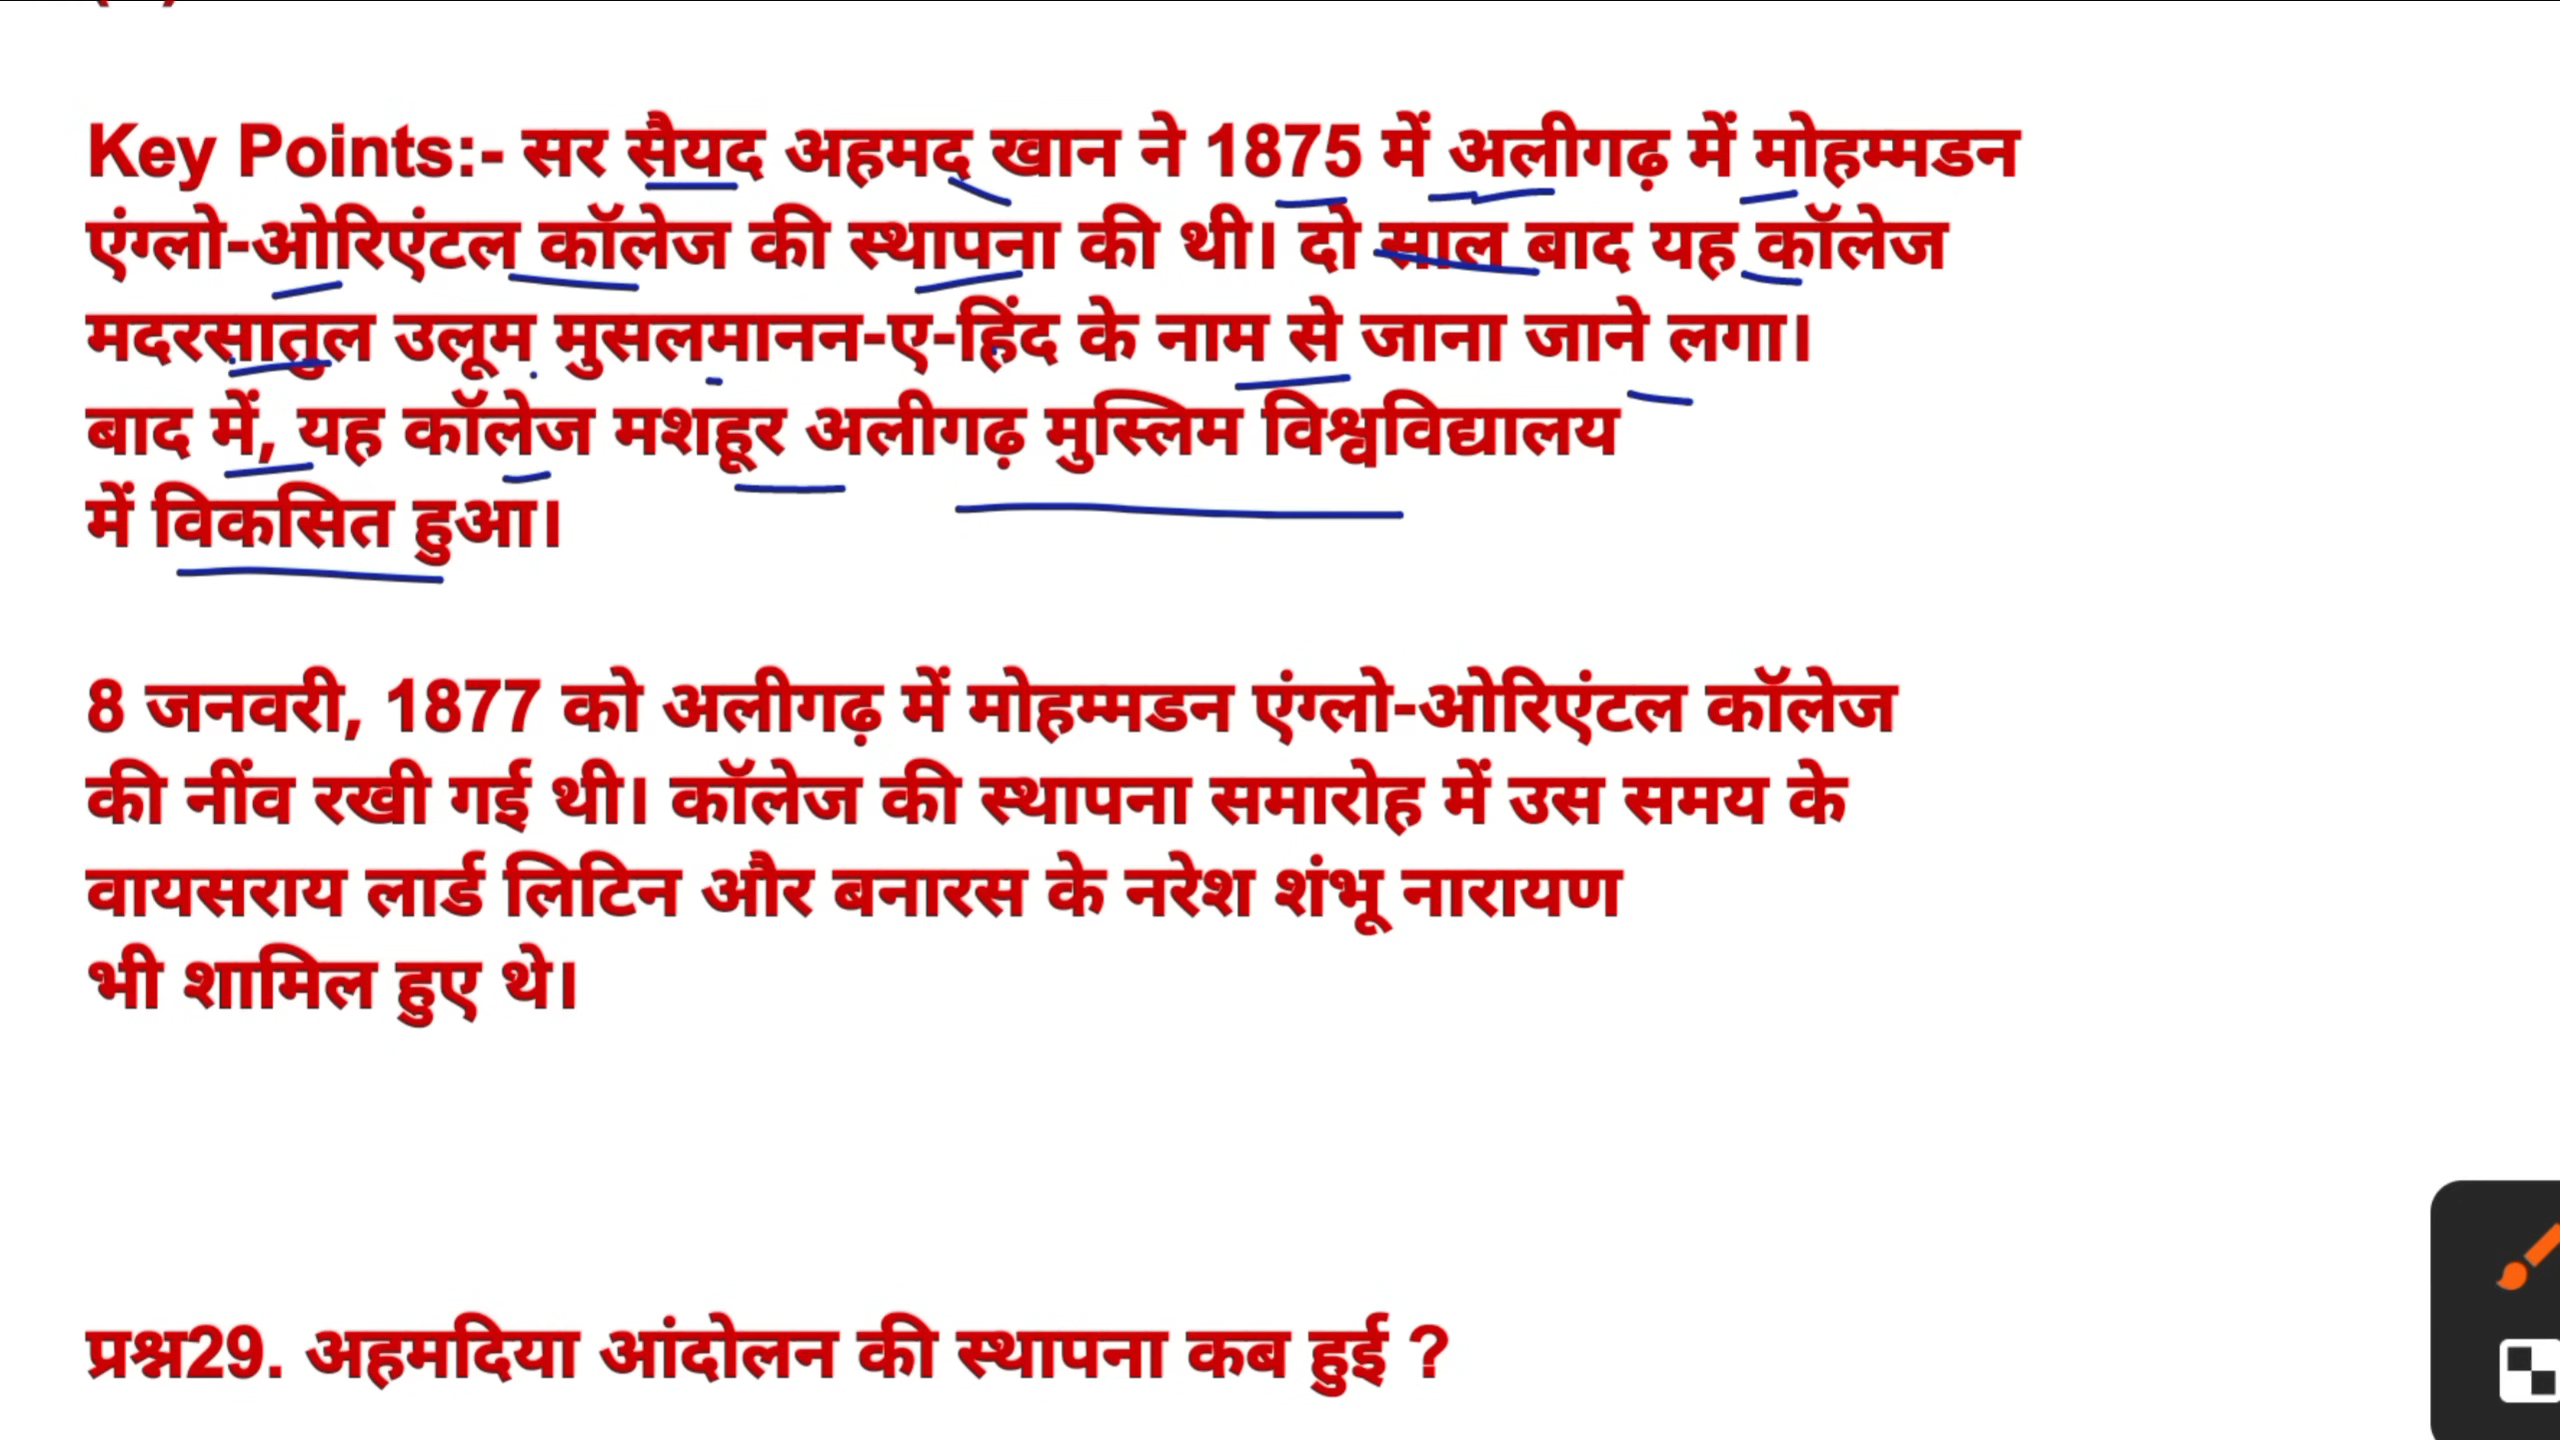 Key Points:- सर सैयद अहमद खान ने 1875 में अलीगढ़ में मोहम्मडन
एंग्लो-ओरिएंटल कॉलेज की स्थापना की थी। दो साल बाद यह कॉलेज
मदरसातुल उलूम मुसलमानन-ए-हिंद के नाम से जाना जाने लगा।
बाद में, यह कॉलेज मशहूर अलीगढ़ मुस्लिम विश्वविद्यालय
में विकसित हुआ।
8 जनवरी, 1877 को अलीगढ़ में मोहम्मडन एंग्लो-ओरिएंटल कॉलेज
की नींव रखी गई थी। कॉलेज की स्थापना समारोह में उस समय के
वायसराय लार्ड लिटिन और बनारस के नरेश शंभू नारायण
भी शामिल हुए थे।
प्रश्न29. अहमदिया आंदोलन की स्थापना कब हुई ?